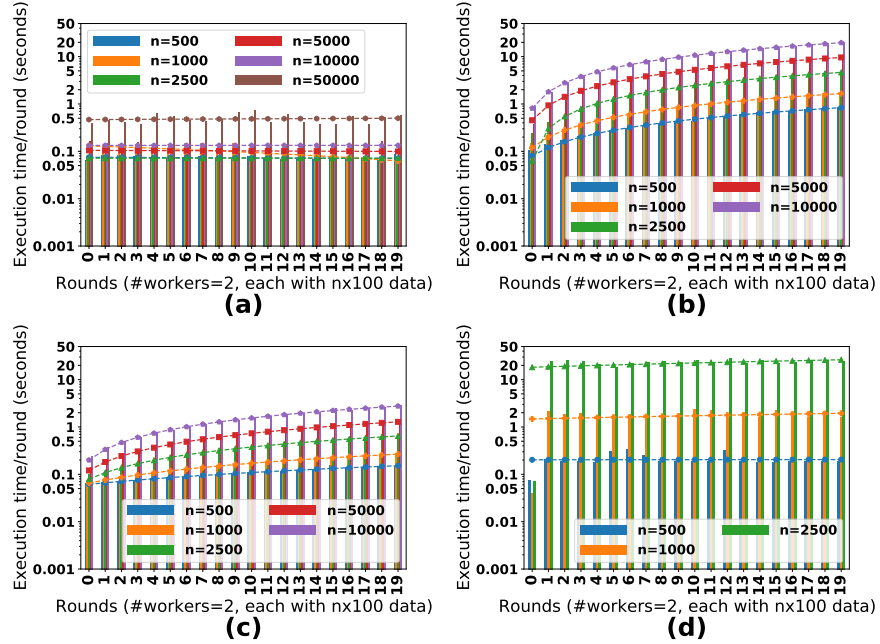 Execution time/round (seconds)
50
20
10
5
2
1
0.5
0.1
0.05
0.01
0.001
n=500
n=1000
n=2500
n=5000
n=10000
n=50000
0 1 2 3 4 5 6 7 8 9 10 11 12 13 14 15 16 17 18 19
Rounds (#workers=2, each with nx100 data)
(a)
Execution time/round (seconds)
50
20
10
5
2
1
0.5
0.1
0.05
0.01
0.001
n=500
n=1000
n=2500
n=5000
n=10000
0 1 2 3 4 5 6 7 8 9 10 11 12 13 14 15 16 17 18 19
Rounds (#workers=2, each with nx100 data)
(b)
Execution time/round (seconds)
50
20
10
5
2
1
0.5
0.1
0.05
0.01
0.001
n=500
n=1000
n=2500
n=5000
n=10000
0 1 2 3 4 5 6 7 8 9 10 11 12 13 14 15 16 17 18 19
Rounds (#workers=2, each with nx100 data)
(c)
Execution time/round (seconds)
50
20
10
5
2
1
0.5
0.1
0.05
0.01
0.001
n=500
n=1000
n=2500
0 1 2 3 4 5 6 7 8 9 10 11 12 13 14 15 16 17 18 19
Rounds (#workers=2, each with nx100 data)
(d)